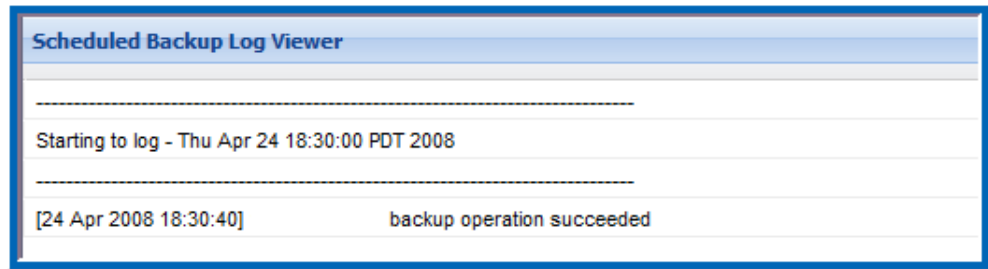 Scheduled Backup Log Viewer
--------------------------------------------------------------------------------
Starting to log - Thu Apr 24 18:30:00 PDT 2008
--------------------------------------------------------------------------------
[24 Apr 2008 18:30:40] backup operation succeeded